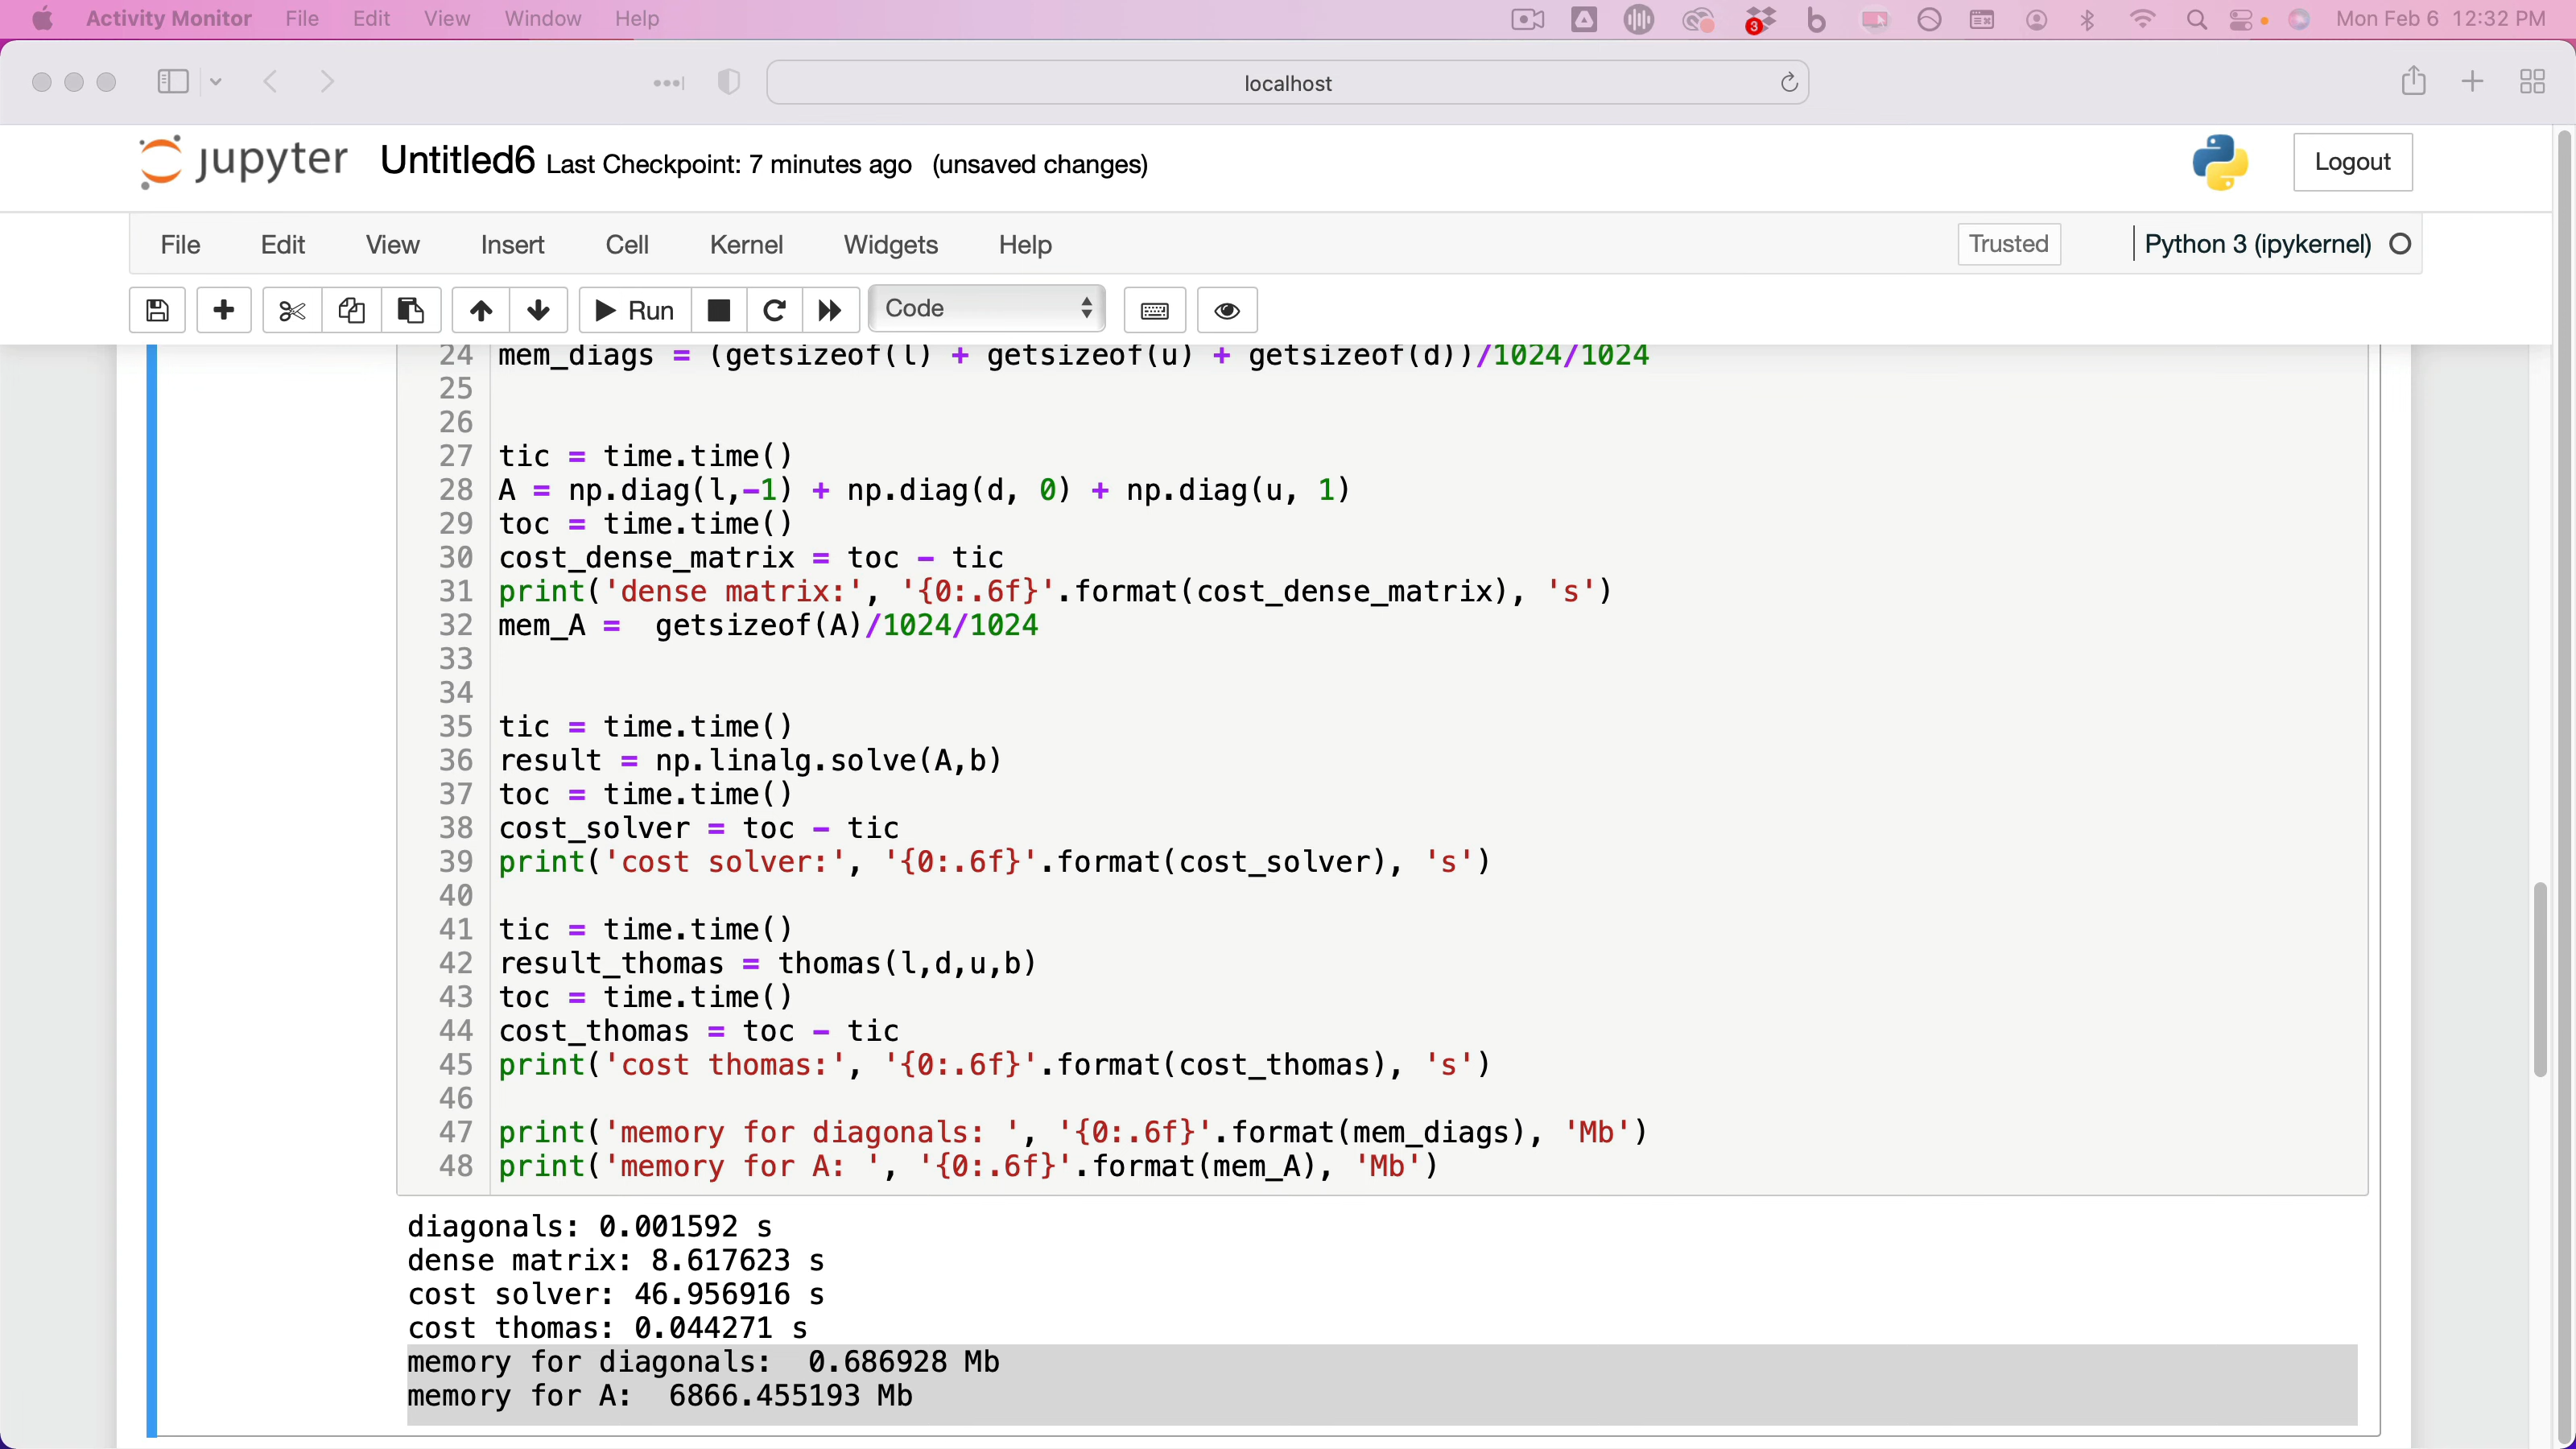 Activity Monitor File Edit View Window Help 3 Mon Feb 6 12:32 PM
localhost
jupyter Untitled6 Last Checkpoint: 7 minutes ago (unsaved changes) Logout
File Edit View Insert Cell Kernel Widgets Help Trusted Python 3 (ipykernel)
Run Code
24 mem_diags = (getsizeof(l) + getsizeof(u) + getsizeof(d))/1024/1024
25
26
27 tic = time.time()
28 A = np.diag(l,-1) + np.diag(d, 0) + np.diag(u, 1)
29 toc = time.time()
30 cost_dense_matrix = toc - tic
31 print('dense matrix:', '{0:.6f}'.format(cost_dense_matrix), 's')
32 mem_A =  getsizeof(A)/1024/1024
33
34
35 tic = time.time()
36 result = np.linalg.solve(A,b)
37 toc = time.time()
38 cost_solver = toc - tic
39 print('cost solver:', '{0:.6f}'.format(cost_solver), 's')
40
41 tic = time.time()
42 result_thomas = thomas(l,d,u,b)
43 toc = time.time()
44 cost_thomas = toc - tic
45 print('cost thomas:', '{0:.6f}'.format(cost_thomas), 's')
46
47 print('memory for diagonals: ', '{0:.6f}'.format(mem_diags), 'Mb')
48 print('memory for A: ', '{0:.6f}'.format(mem_A), 'Mb')
diagonals: 0.001592 s
dense matrix: 8.617623 s
cost solver: 46.956916 s
cost thomas: 0.044271 s
memory for diagonals:  0.686928 Mb
memory for A:  6866.455193 Mb